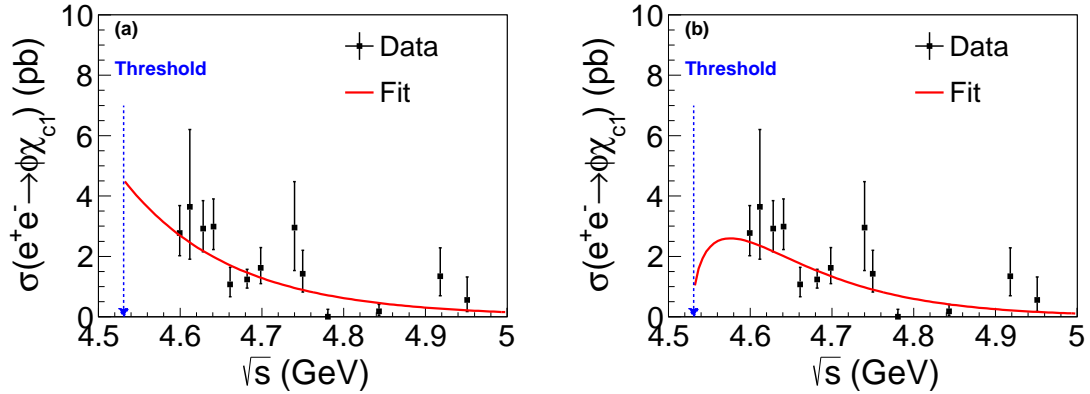 σ(e⁺e⁻→φχ_c1) (pb)
10
8
6
4
2
0
(a)
Threshold
Data
Fit
4.5 4.6 4.7 4.8 4.9 5
√s (GeV)
σ(e⁺e⁻→φχ_c1) (pb)
10
8
6
4
2
0
(b)
Threshold
Data
Fit
4.5 4.6 4.7 4.8 4.9 5
√s (GeV)